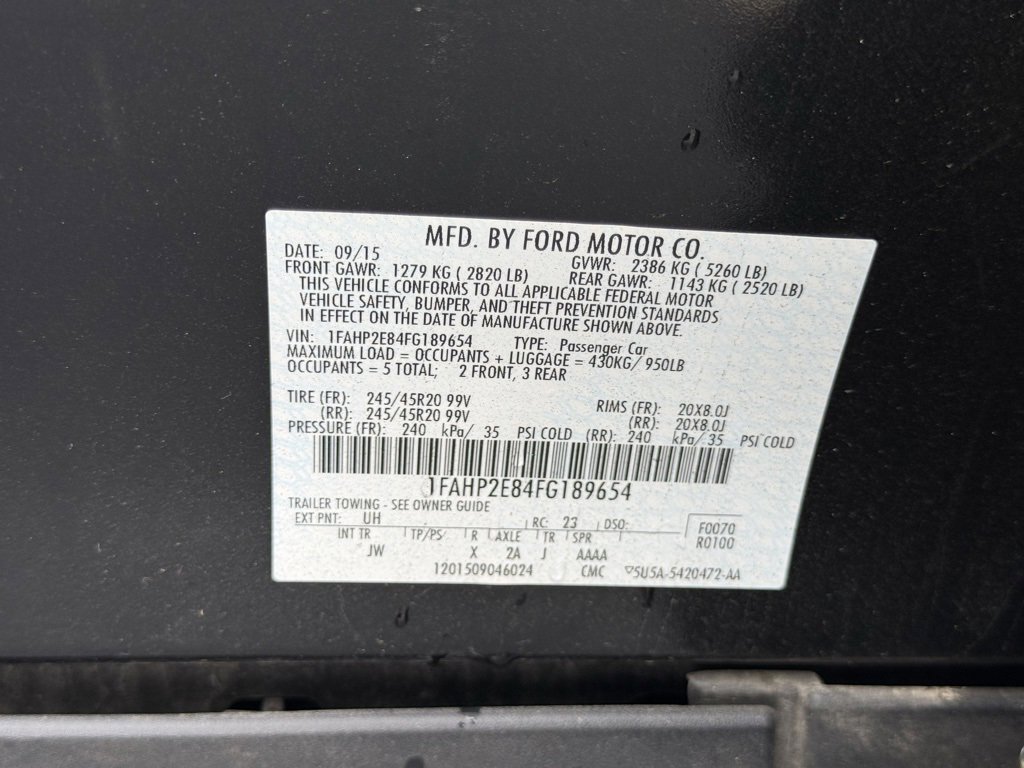 MFD. BY FORD MOTOR CO.
DATE: 09/15 GVWR: 2386 KG ( 5260 LB)
FRONT GAWR: 1279 KG ( 2820 LB) REAR GAWR: 1143 KG ( 2520 LB)
THIS VEHICLE CONFORMS TO ALL APPLICABLE FEDERAL MOTOR
VEHICLE SAFETY, BUMPER, AND THEFT PREVENTION STANDARDS
IN EFFECT ON THE DATE OF MANUFACTURE SHOWN ABOVE.
VIN: 1FAHP2E84FG189654 TYPE: Passenger Car
MAXIMUM LOAD = OCCUPANTS + LUGGAGE = 430KG/ 950LB
OCCUPANTS = 5 TOTAL; 2 FRONT, 3 REAR
TIRE (FR): 245/45R20 99V RIMS (FR): 20X8.0J
(RR): 245/45R20 99V (RR): 20X8.0J
PRESSURE (FR): 240 kPa/ 35 PSI COLD (RR): 240 kPa/ 35 PSI COLD
1FAHP2E84FG189654
TRAILER TOWING - SEE OWNER GUIDE
EXT PNT: UH RC: 23 DSO: F0070
INT TR TP/PS R AXLE TR SPR R0100
JW X 2A J AAAA
1201509046024 CMC ▽5U5A-5420472-AA